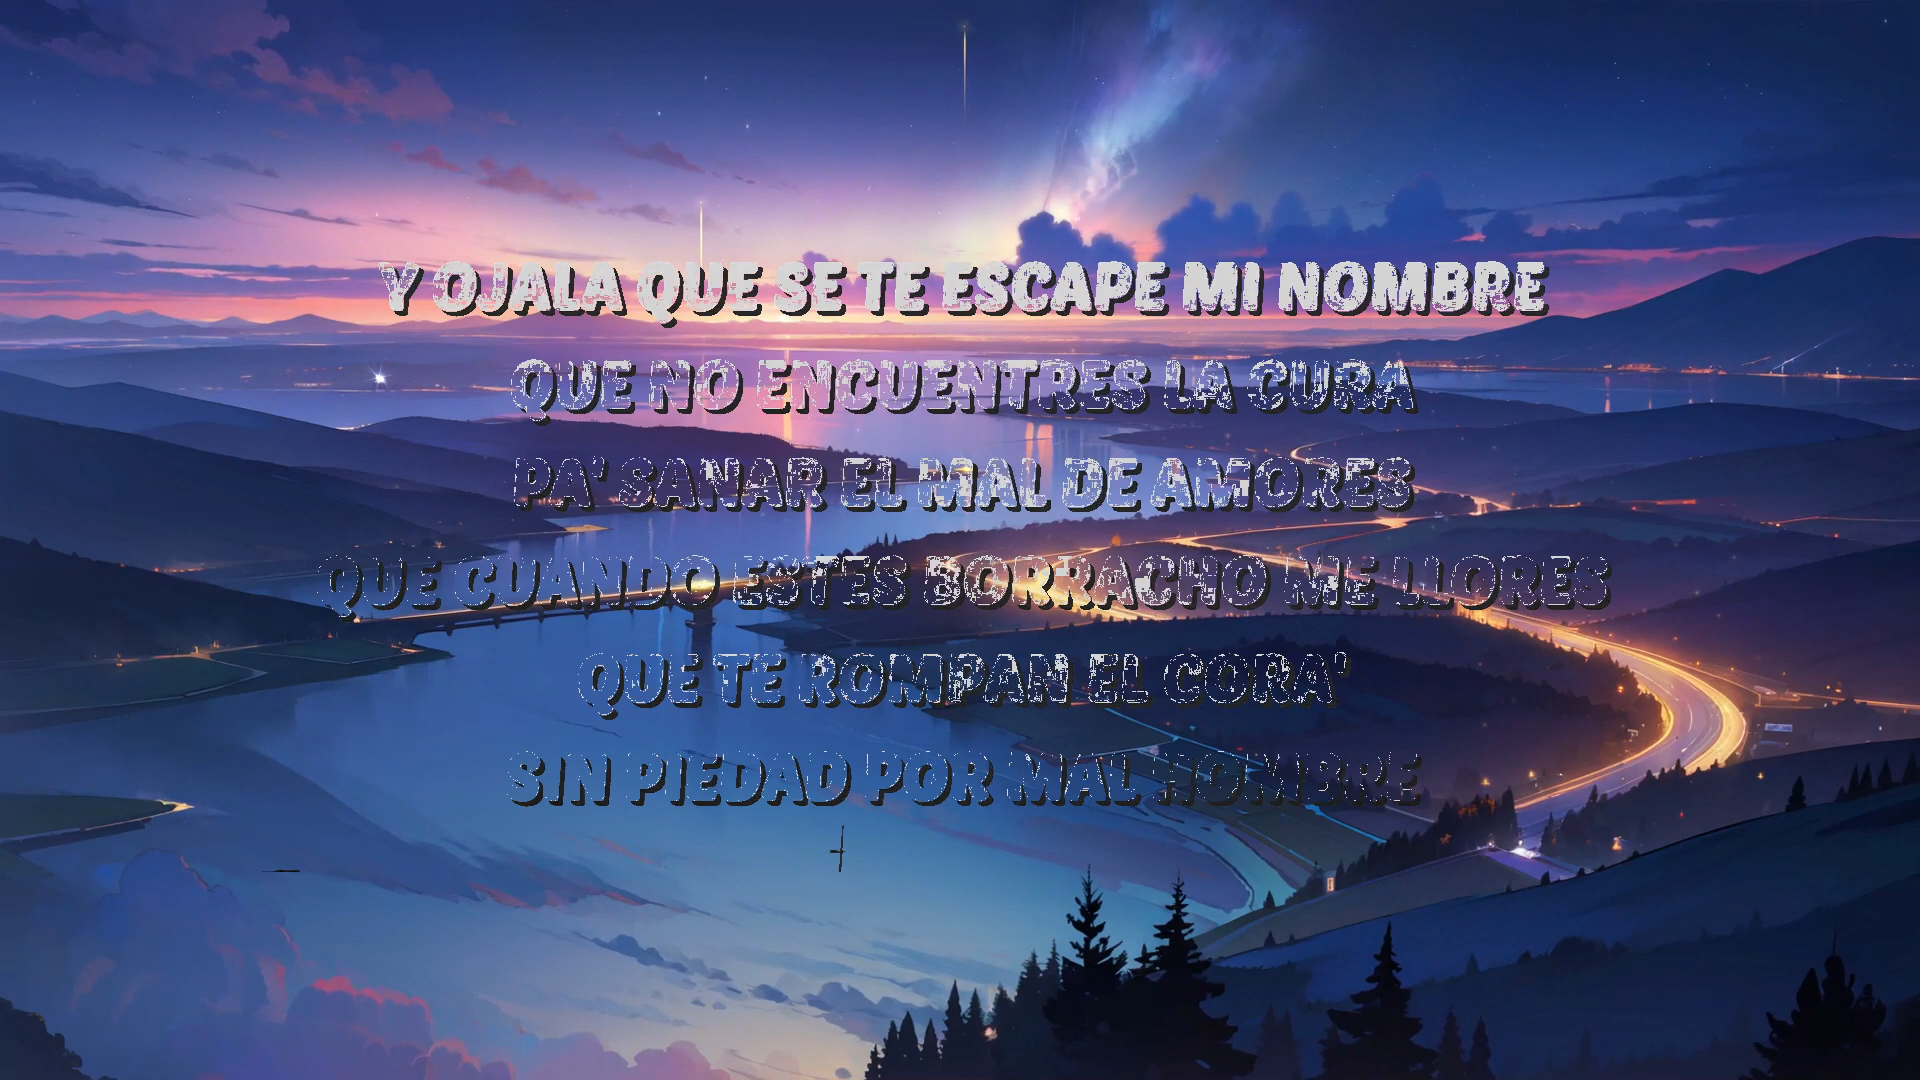 Y OJALA QUE SE TE ESCAPE MI NOMBRE
QUE NO ENCUENTRES LA CURA
PA' SANAR EL MAL DE AMORES
QUE CUANDO ESTES BORRACHO ME LLORES
QUE TE ROMPAN EL CORA'
SIN PIEDAD POR MAL HOMBRE